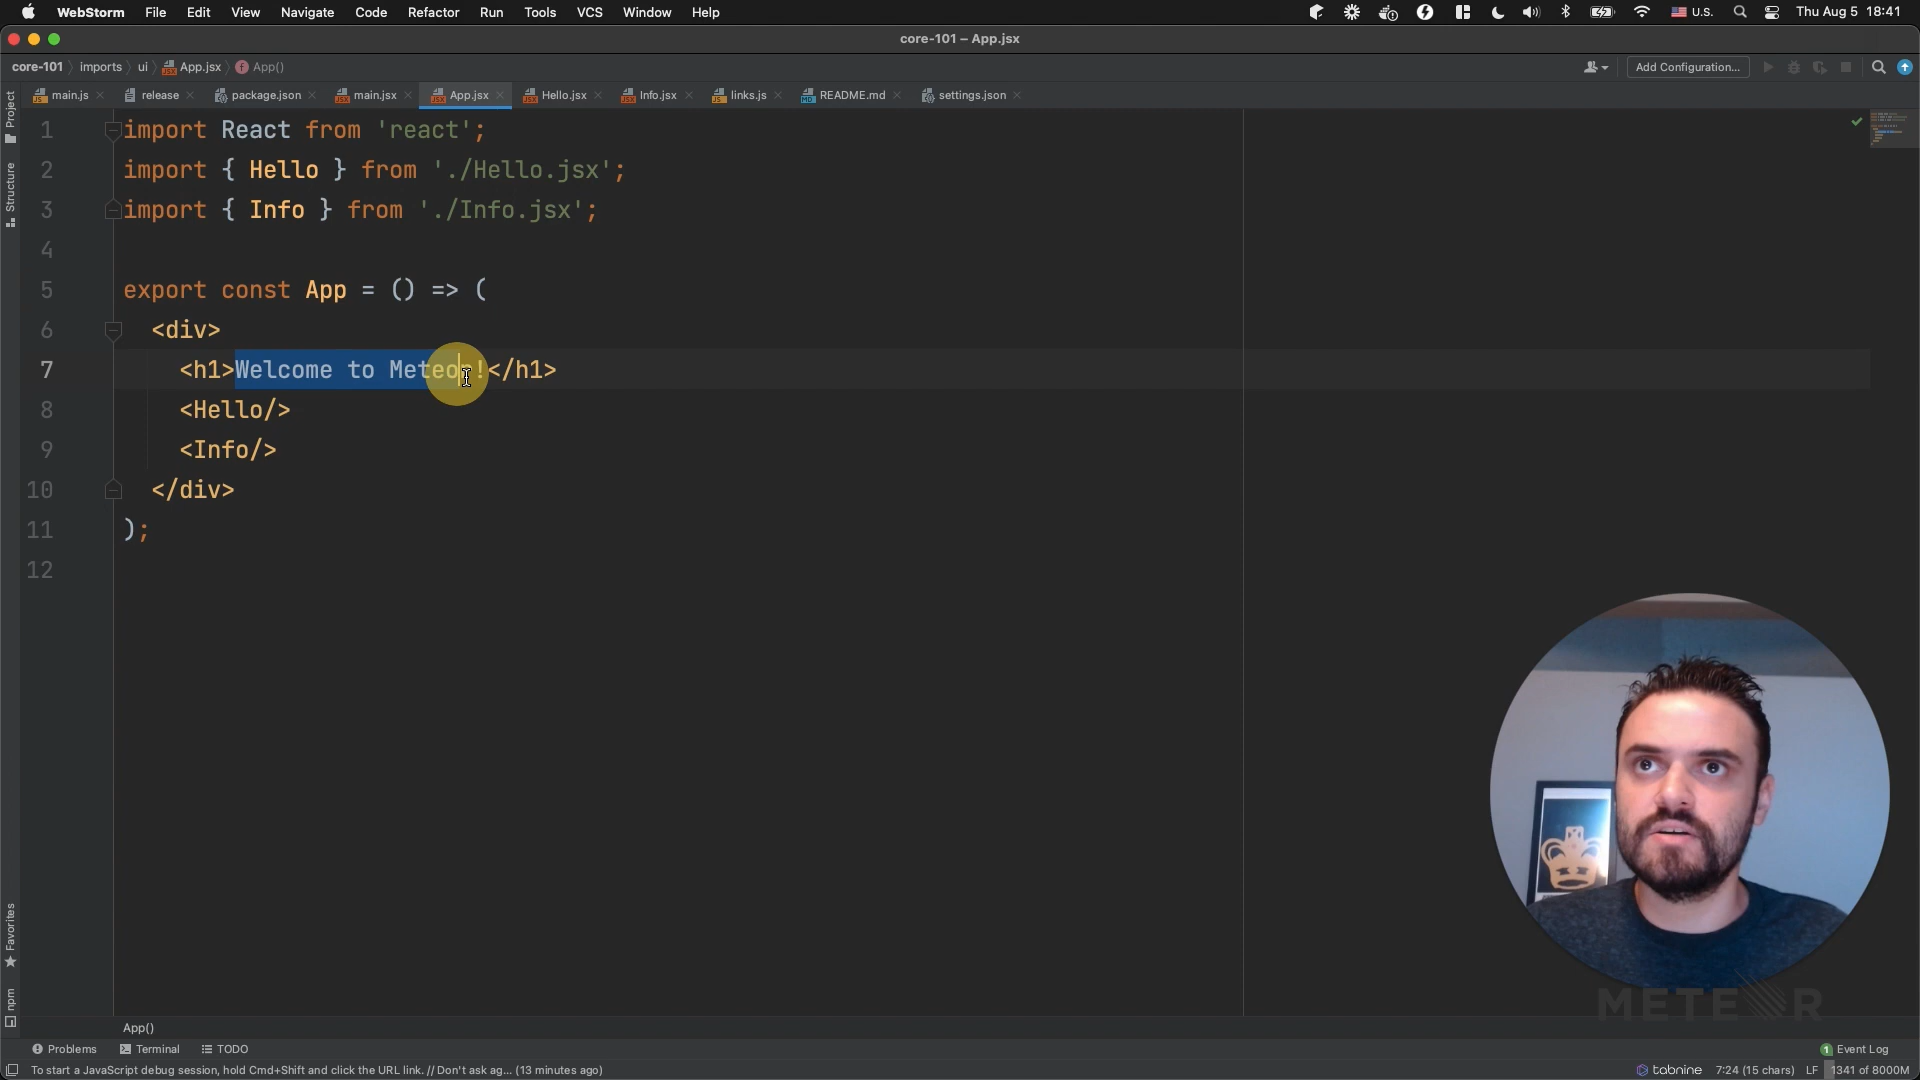 WebStorm File Edit View Navigate Code Refactor Run Tools VCS Window Help U.S. Thu Aug 5 18:41
core-101 – App.jsx
core-101 imports ui App.jsx App() Add Configuration...
main.js release package.json main.jsx App.jsx Hello.jsx Info.jsx links.js README.md settings.json
Project
Structure
Favorites
npm
1 import React from 'react';
2 import { Hello } from './Hello.jsx';
3 import { Info } from './Info.jsx';
4
5 export const App = () => (
6 <div>
7 <h1>Welcome to Meteor!</h1>
8 <Hello/>
9 <Info/>
10 </div>
11 );
12
METEOR
App()
Problems Terminal TODO 1 Event Log
To start a JavaScript debug session, hold Cmd+Shift and click the URL link. // Don't ask ag... (13 minutes ago) tabnine 7:24 (15 chars) LF 1341 of 8000M